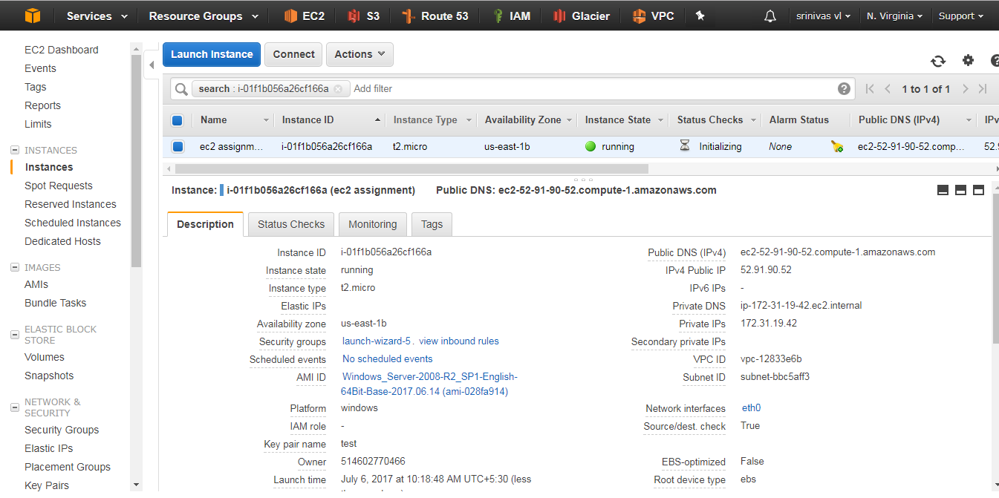 Services Resource Groups EC2 S3 Route 53 IAM Glacier VPC srinivas vl N. Virginia Support
EC2 Dashboard
Events
Tags
Reports
Limits
INSTANCES
Instances
Spot Requests
Reserved Instances
Scheduled Instances
Dedicated Hosts
IMAGES
AMIs
Bundle Tasks
ELASTIC BLOCK
STORE
Volumes
Snapshots
NETWORK &
SECURITY
Security Groups
Elastic IPs
Placement Groups
Key Pairs
Launch Instance Connect Actions
search : i-01f1b056a26cf166a Add filter 1 to 1 of 1
Name Instance ID Instance Type Availability Zone Instance State Status Checks Alarm Status Public DNS (IPv4) IPv
ec2 assignm... i-01f1b056a26cf166a t2.micro us-east-1b running Initializing None ec2-52-91-90-52.comp... 52.
Instance: i-01f1b056a26cf166a (ec2 assignment) Public DNS: ec2-52-91-90-52.compute-1.amazonaws.com
Description Status Checks Monitoring Tags
Instance ID i-01f1b056a26cf166a Public DNS (IPv4) ec2-52-91-90-52.compute-1.amazonaws.com
Instance state running IPv4 Public IP 52.91.90.52
Instance type t2.micro IPv6 IPs -
Elastic IPs Private DNS ip-172-31-19-42.ec2.internal
Availability zone us-east-1b Private IPs 172.31.19.42
Security groups launch-wizard-5. view inbound rules Secondary private IPs
Scheduled events No scheduled events VPC ID vpc-12833e6b
AMI ID Windows_Server-2008-R2_SP1-English- Subnet ID subnet-bbc5aff3
64Bit-Base-2017.06.14 (ami-028fa914)
Platform windows Network interfaces eth0
IAM role - Source/dest. check True
Key pair name test
Owner 514602770466 EBS-optimized False
Launch time July 6, 2017 at 10:18:48 AM UTC+5:30 (less Root device type ebs